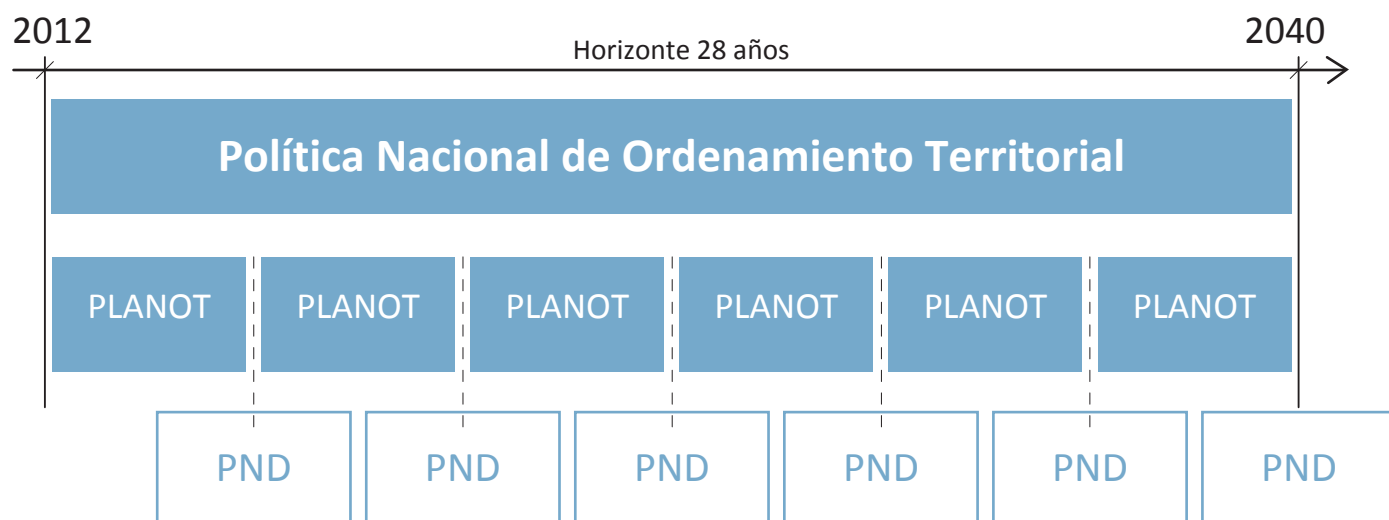 2012
Horizonte 28 años
2040
Política Nacional de Ordenamiento Territorial
PLANOT PLANOT PLANOT PLANOT PLANOT PLANOT
PND PND PND PND PND PND